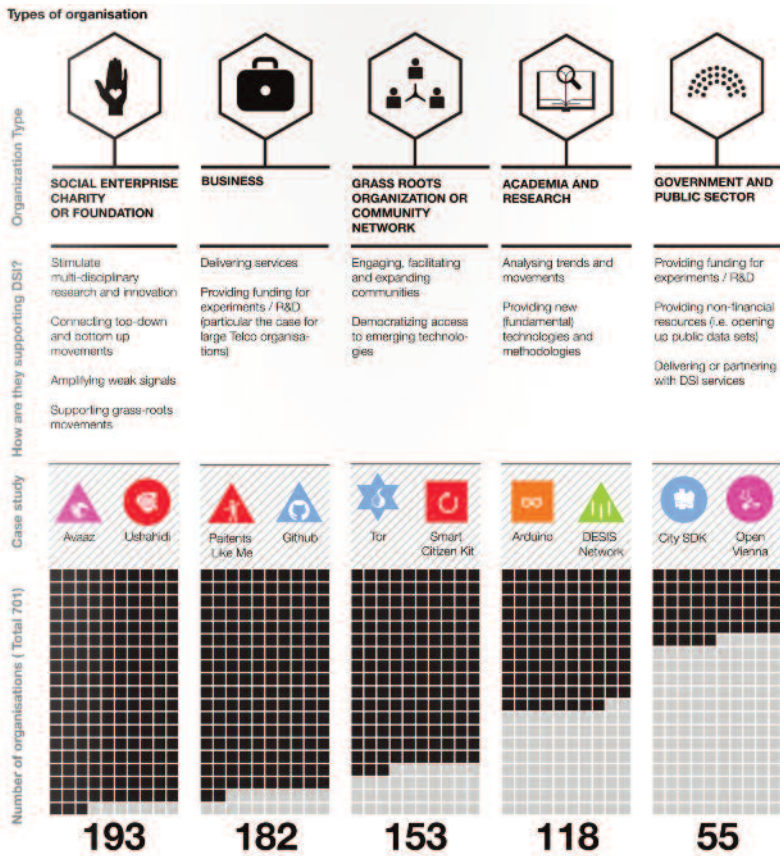 Types of organisation
Organization Type
SOCIAL ENTERPRISE
CHARITY
OR FOUNDATION
BUSINESS
GRASS ROOTS
ORGANIZATION OR
COMMUNITY
NETWORK
ACADEMIA AND
RESEARCH
GOVERNMENT AND
PUBLIC SECTOR
How are they supporting DSI?
Stimulate
multi-disciplinary
research and innovation
Connecting top-down
and bottom up
movements
Amplifying weak signals
Supporting grass-roots
movements
Delivering services
Providing funding for
experiments / R&D
(particular the case for
large Telco organisa-
tions)
Engaging, facilitating
and expanding
communities
Democratizing access
to emerging technolo-
gies
Analysing trends and
movements
Providing new
(fundamental)
technologies and
methodologies
Providing funding for
experiments / R&D
Providing non-financial
resources (i.e. opening
up public data sets)
Delivering or partnering
with DSI services
Case study
Avaaz
Ushahidi
Paitents
Like Me
Github
Tor
Smart
Citizen Kit
Arduino
DESIS
Network
City SDK
Open
Vienna
Number of organisations ( Total 701)
193
182
153
118
55